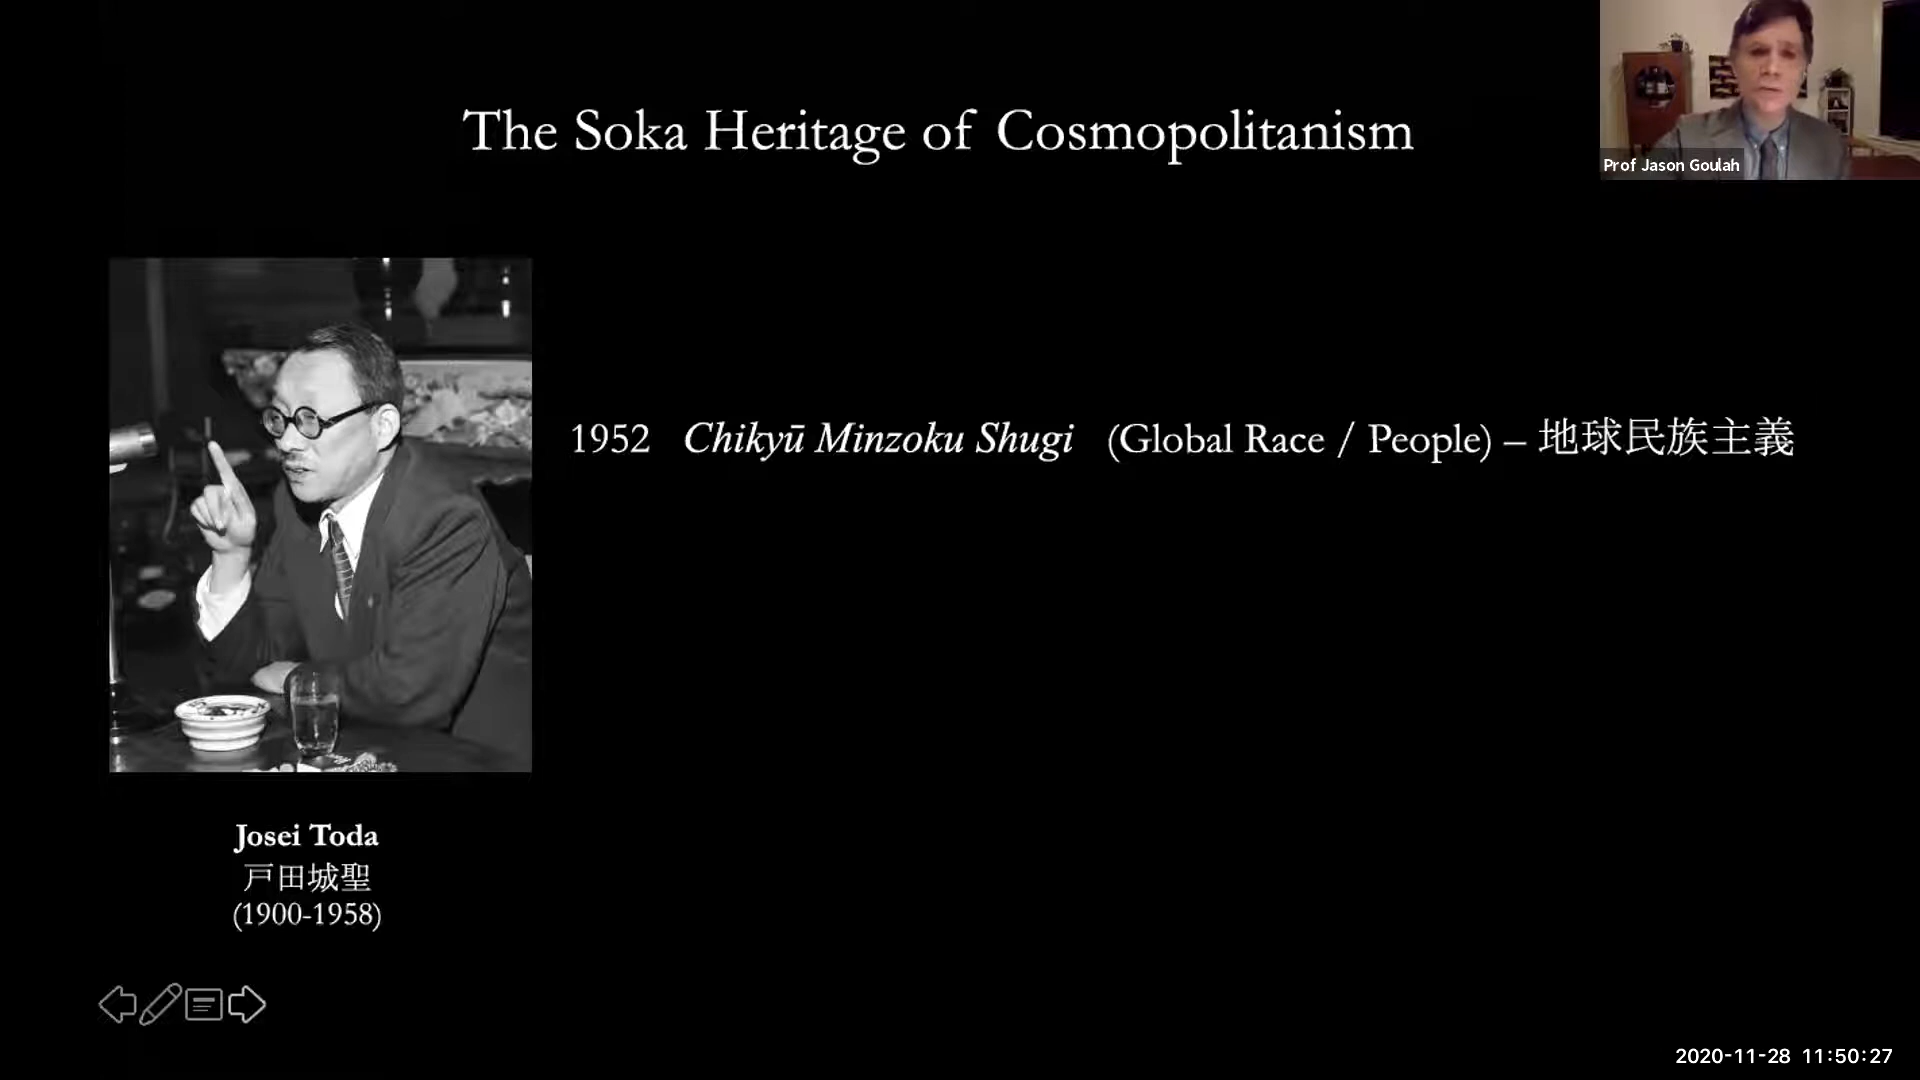 The Soka Heritage of Cosmopolitanism
Prof Jason Goulah
1952 Chikyū Minzoku Shugi (Global Race / People) – 地球民族主義
Josei Toda
戸田城聖
(1900-1958)
2020-11-28 11:50:27